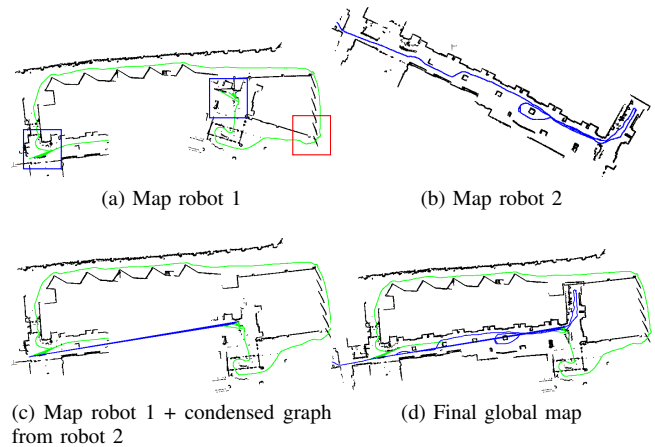 (a) Map robot 1
(b) Map robot 2
(c) Map robot 1 + condensed graph
from robot 2
(d) Final global map